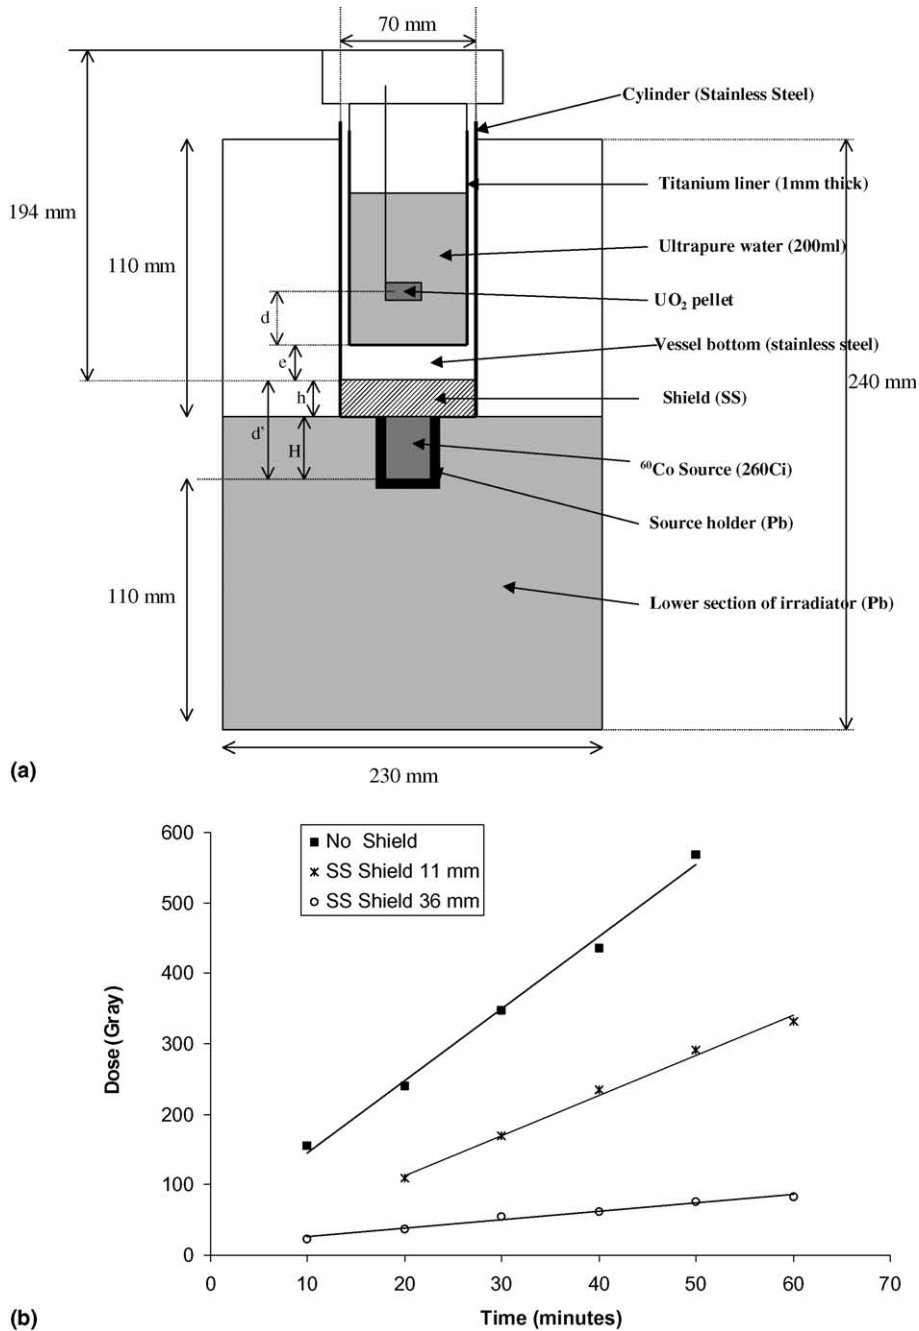 70 mm
Cylinder (Stainless Steel)
Titanium liner (1mm thick)
194 mm
Ultrapure water (200ml)
110 mm
UO₂ pellet
d
Vessel bottom (stainless steel)
e
240 mm
h
Shield (SS)
d'
H
⁶⁰Co Source (260Ci)
Source holder (Pb)
110 mm
Lower section of irradiator (Pb)
(a)
230 mm
600
500
400
300
200
100
0
Dose (Gray)
No Shield
SS Shield 11 mm
SS Shield 36 mm
0 10 20 30 40 50 60 70
Time (minutes)
(b)